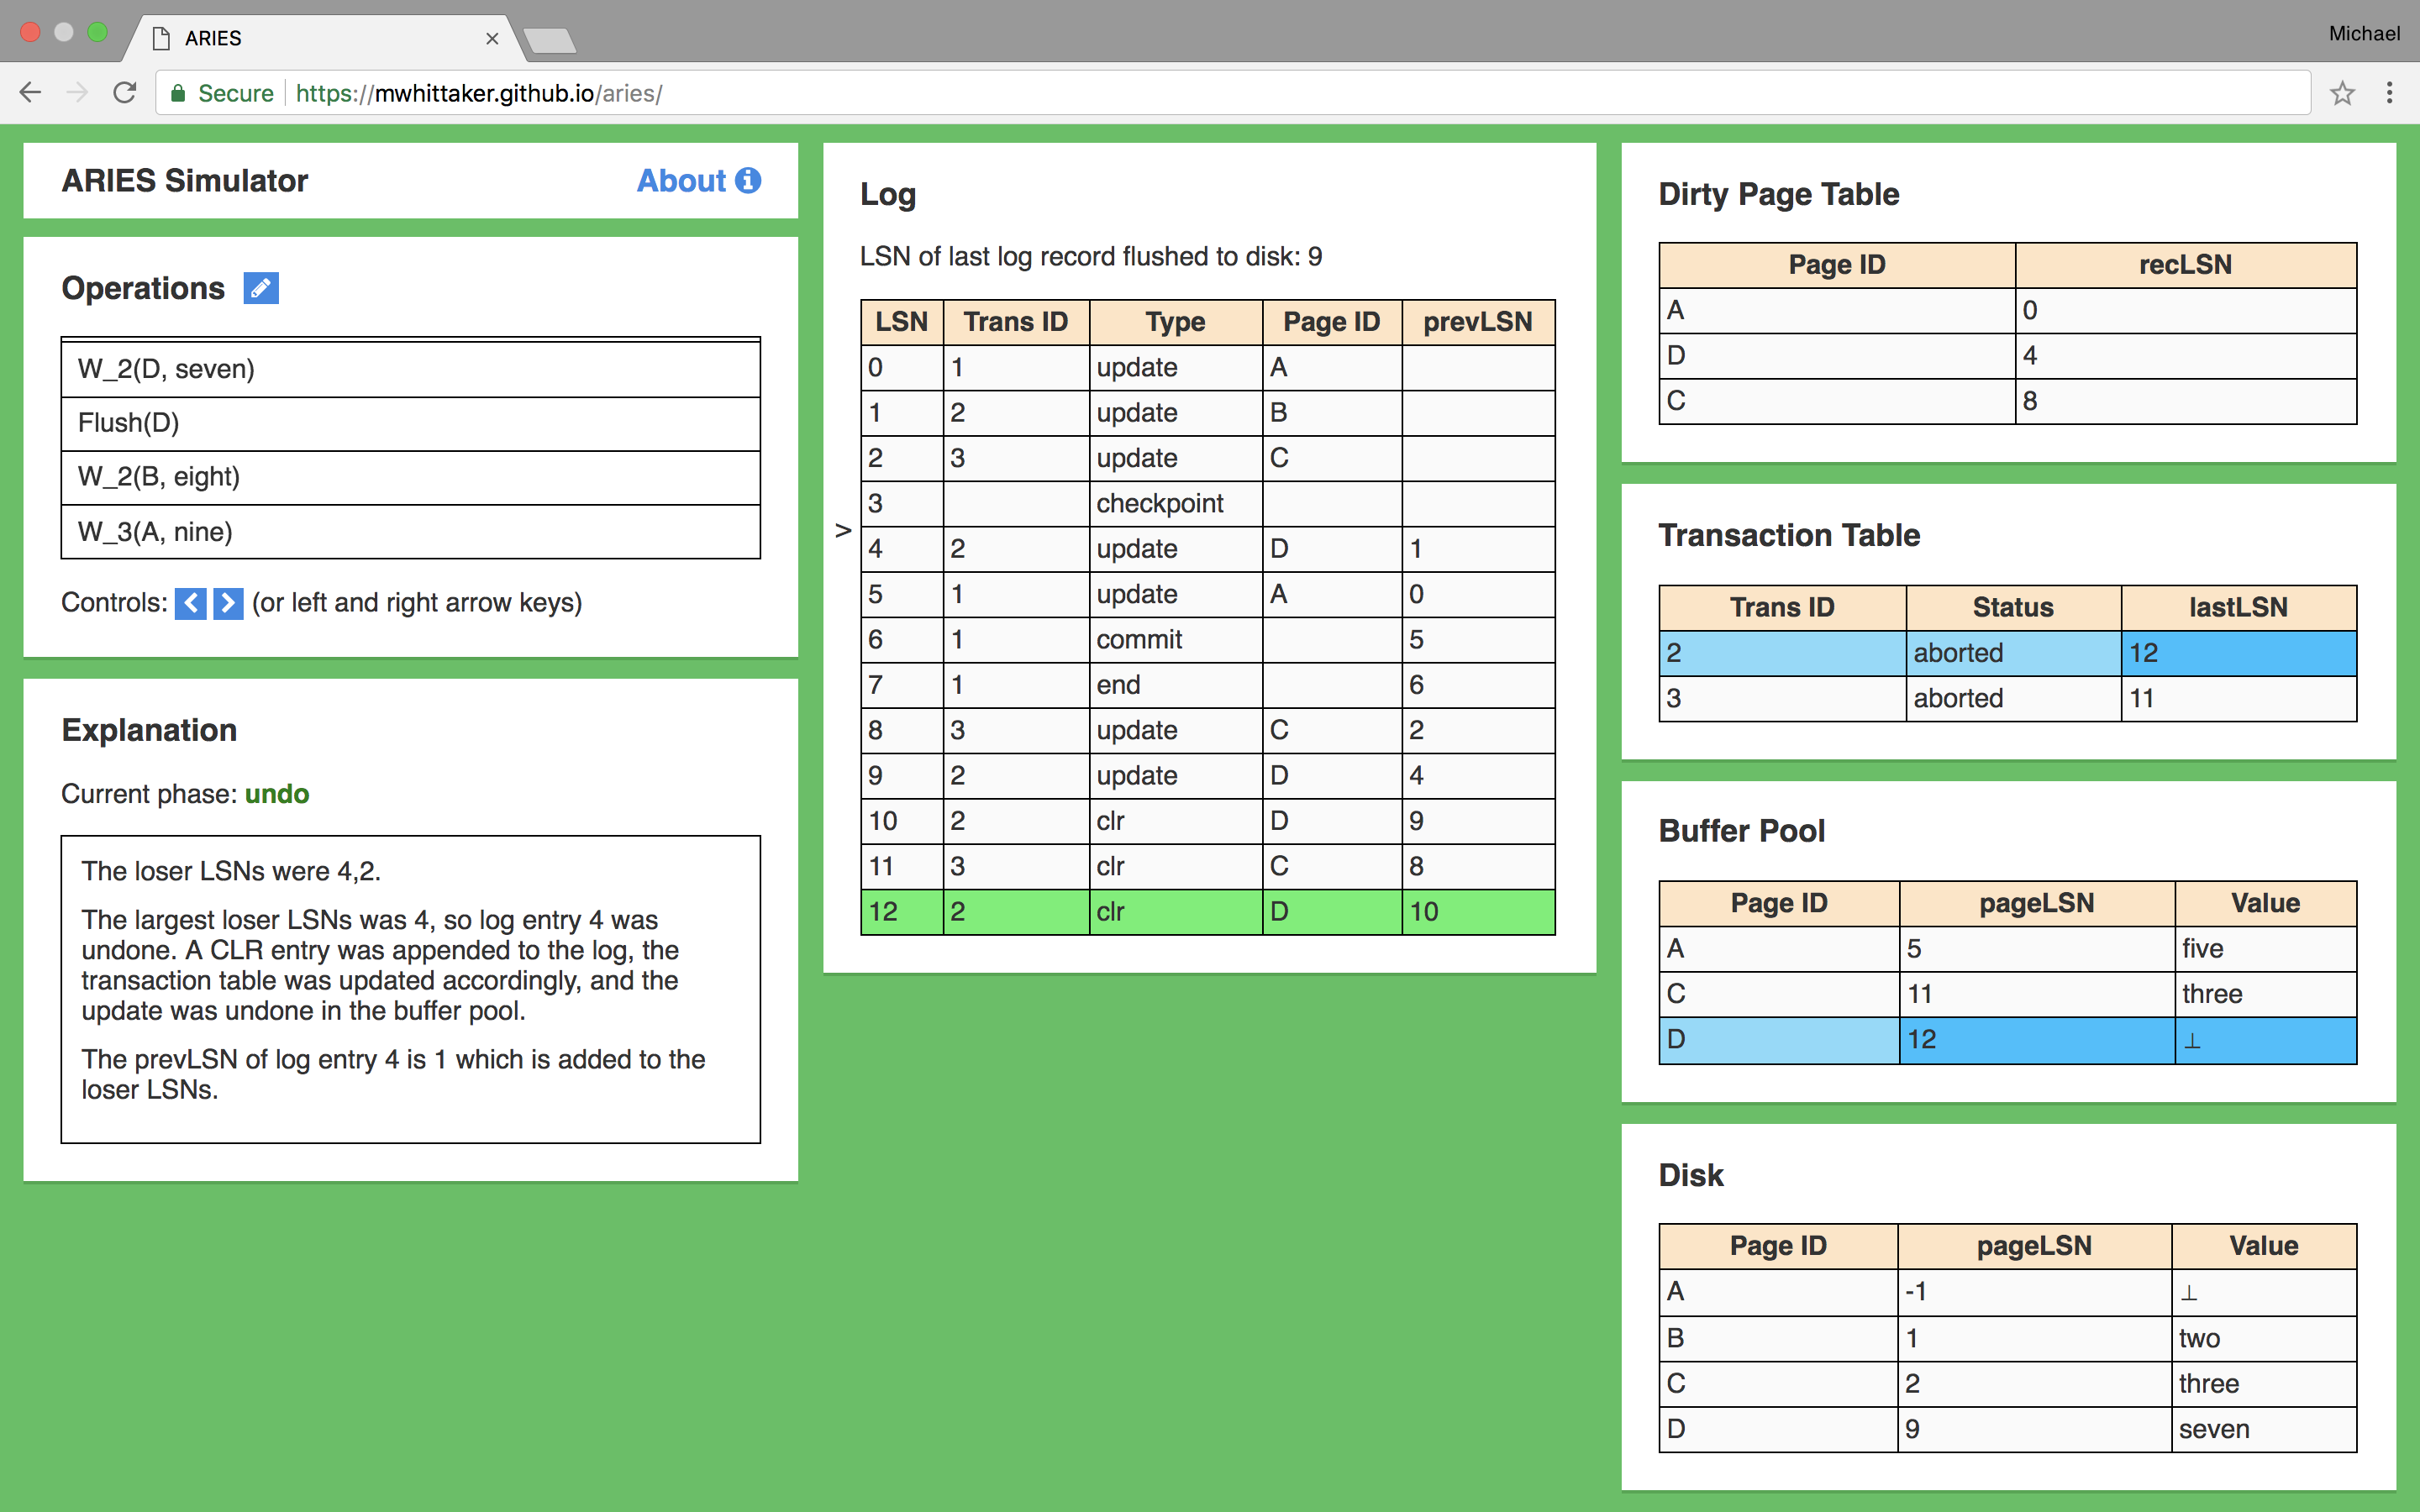 ARIES
Michael
Secure https://mwhittaker.github.io/aries/
ARIES Simulator
About
Operations
W_2(D, seven)
Flush(D)
W_2(B, eight)
W_3(A, nine)
Controls: (or left and right arrow keys)
Explanation
Current phase: undo
The loser LSNs were 4,2.
The largest loser LSNs was 4, so log entry 4 was
undone. A CLR entry was appended to the log, the
transaction table was updated accordingly, and the
update was undone in the buffer pool.
The prevLSN of log entry 4 is 1 which is added to the
loser LSNs.
Log
LSN of last log record flushed to disk: 9
LSN Trans ID Type Page ID prevLSN
0 1 update A
1 2 update B
2 3 update C
3 checkpoint
>
4 2 update D 1
5 1 update A 0
6 1 commit 5
7 1 end 6
8 3 update C 2
9 2 update D 4
10 2 clr D 9
11 3 clr C 8
12 2 clr D 10
Dirty Page Table
Page ID recLSN
A 0
D 4
C 8
Transaction Table
Trans ID Status lastLSN
2 aborted 12
3 aborted 11
Buffer Pool
Page ID pageLSN Value
A 5 five
C 11 three
D 12 ⊥
Disk
Page ID pageLSN Value
A -1 ⊥
B 1 two
C 2 three
D 9 seven